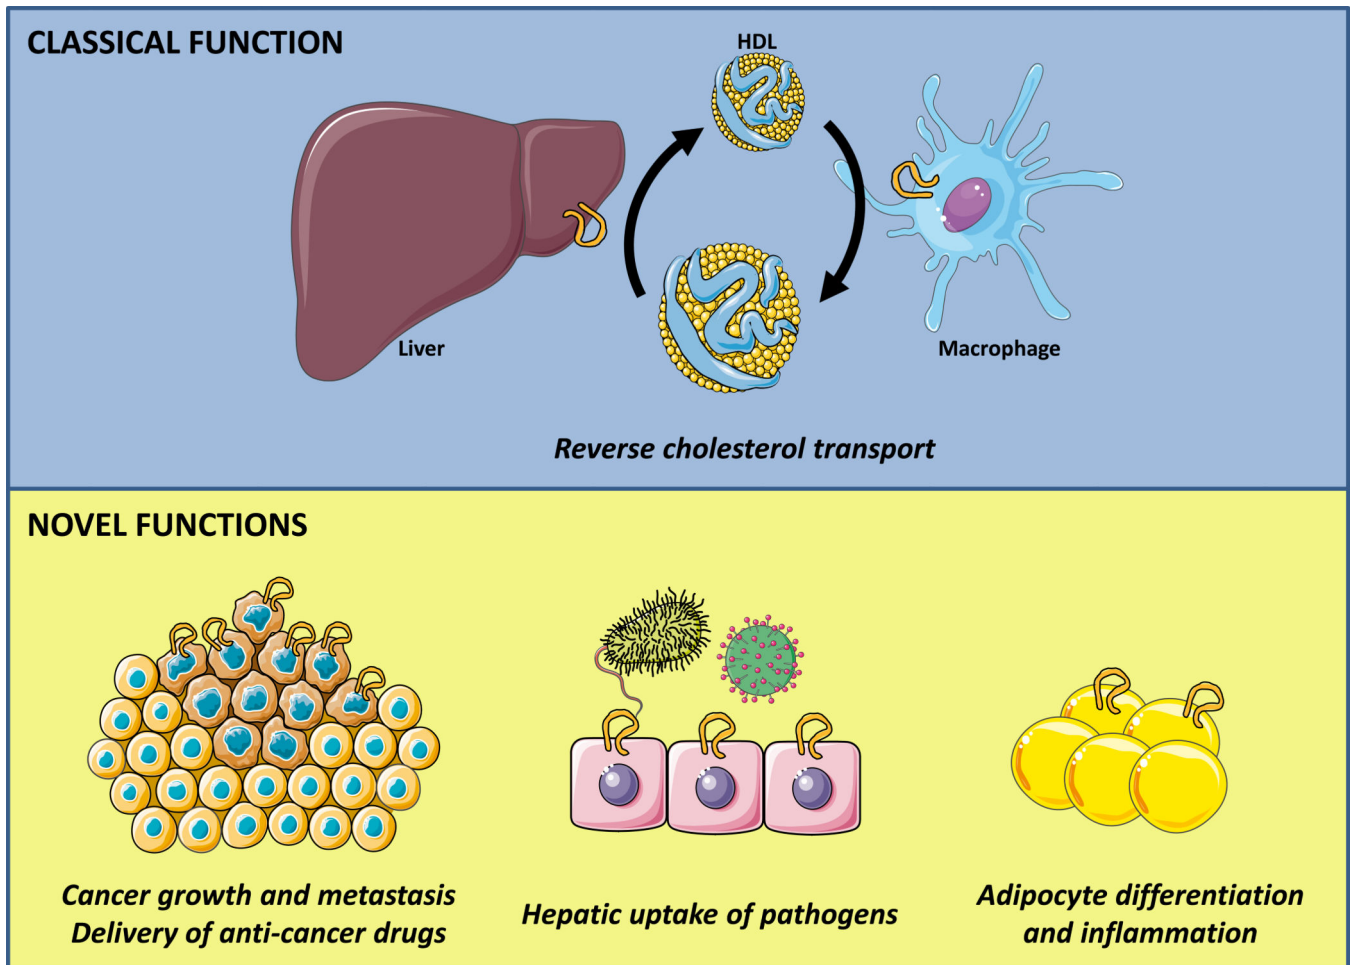 CLASSICAL FUNCTION
HDL
Liver
Macrophage
Reverse cholesterol transport
NOVEL FUNCTIONS
Cancer growth and metastasis
Delivery of anti-cancer drugs
Hepatic uptake of pathogens
Adipocyte differentiation
and inflammation